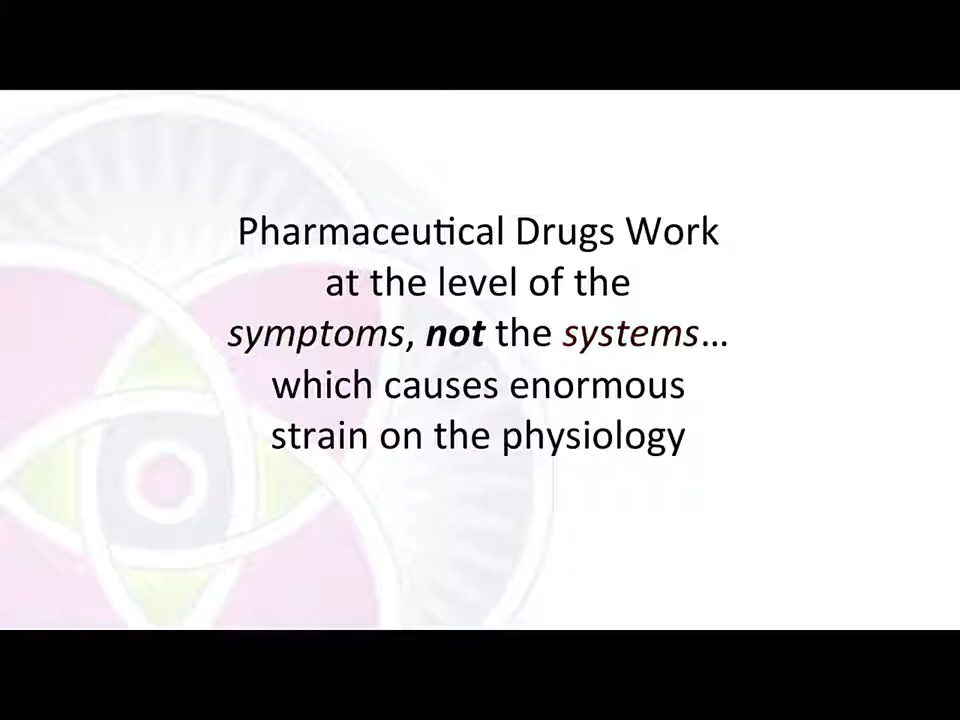 Pharmaceutical Drugs Work
at the level of the
symptoms, not the systems…
which causes enormous
strain on the physiology